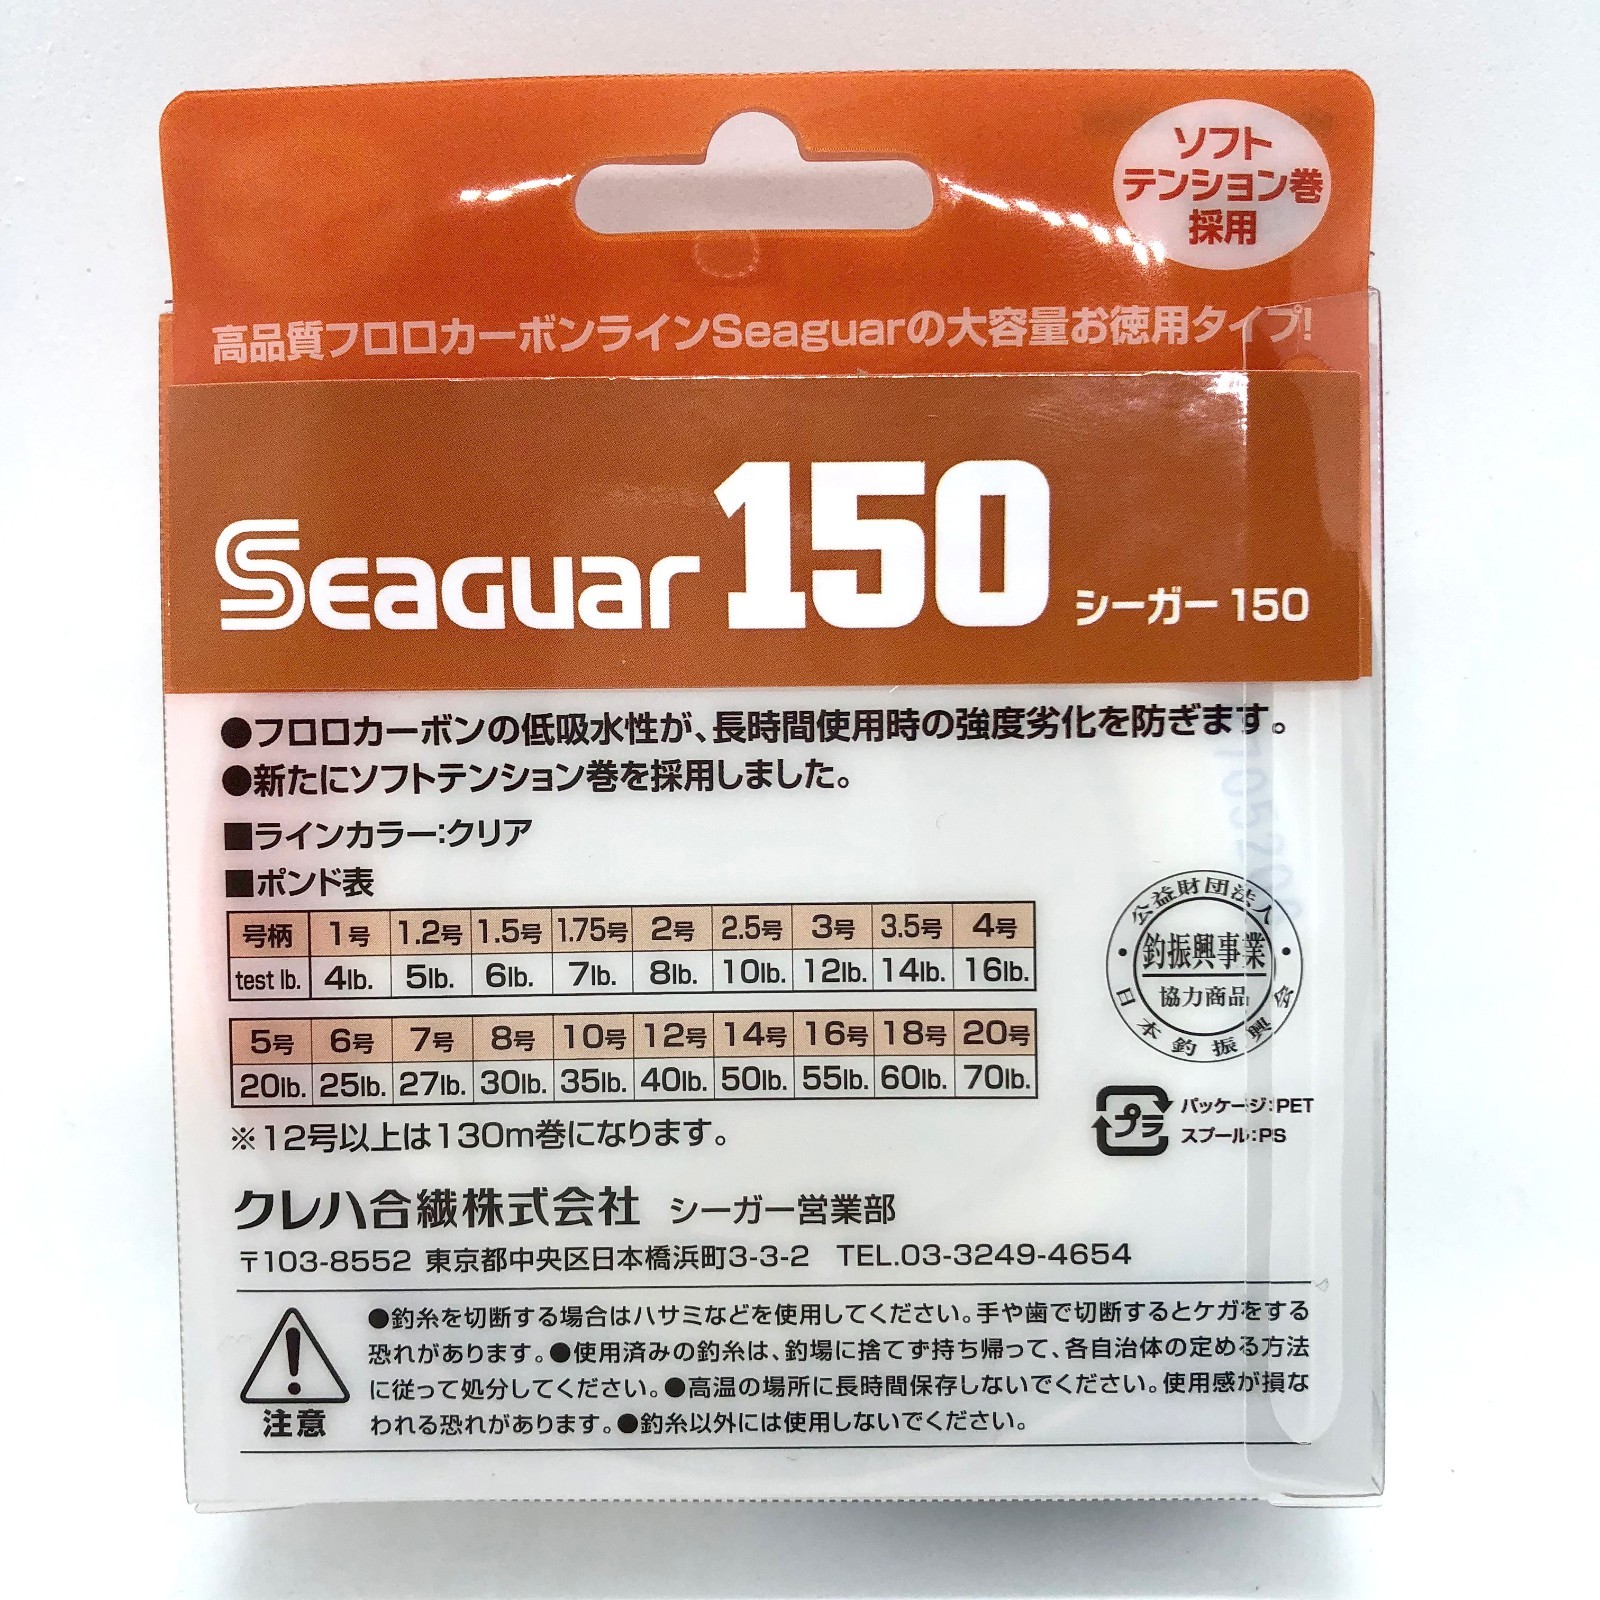 ソフト
テンション巻
採用
高品質フロロカーボンラインSeaguarの大容量お徳用タイプ!
Seaguar 150 シーガー 150
●フロロカーボンの低吸水性が、長時間使用時の強度劣化を防ぎます。
●新たにソフトテンション巻を採用しました。
■ラインカラー:クリア
■ポンド表
号柄 1号 1.2号 1.5号 1.75号 2号 2.5号 3号 3.5号 4号
test lb. 4lb. 5lb. 6lb. 7lb. 8lb. 10lb. 12lb. 14lb. 16lb.
5号 6号 7号 8号 10号 12号 14号 16号 18号 20号
20lb. 25lb. 27lb. 30lb. 35lb. 40lb. 50lb. 55lb. 60lb. 70lb.
※12号以上は130m巻になります。
公益財団法人
釣振興事業
協力商品
日本釣振興会
プラ
パッケージ:PET
スプール:PS
クレハ合繊株式会社 シーガー営業部
〒103-8552 東京都中央区日本橋浜町3-3-2 TEL.03-3249-4654
注意
●釣糸を切断する場合はハサミなどを使用してください。手や歯で切断するとケガをする
恐れがあります。●使用済みの釣糸は、釣場に捨てず持ち帰って、各自治体の定める方法
に従って処分してください。●高温の場所に長時間保存しないでください。使用感が損な
われる恐れがあります。●釣糸以外には使用しないでください。